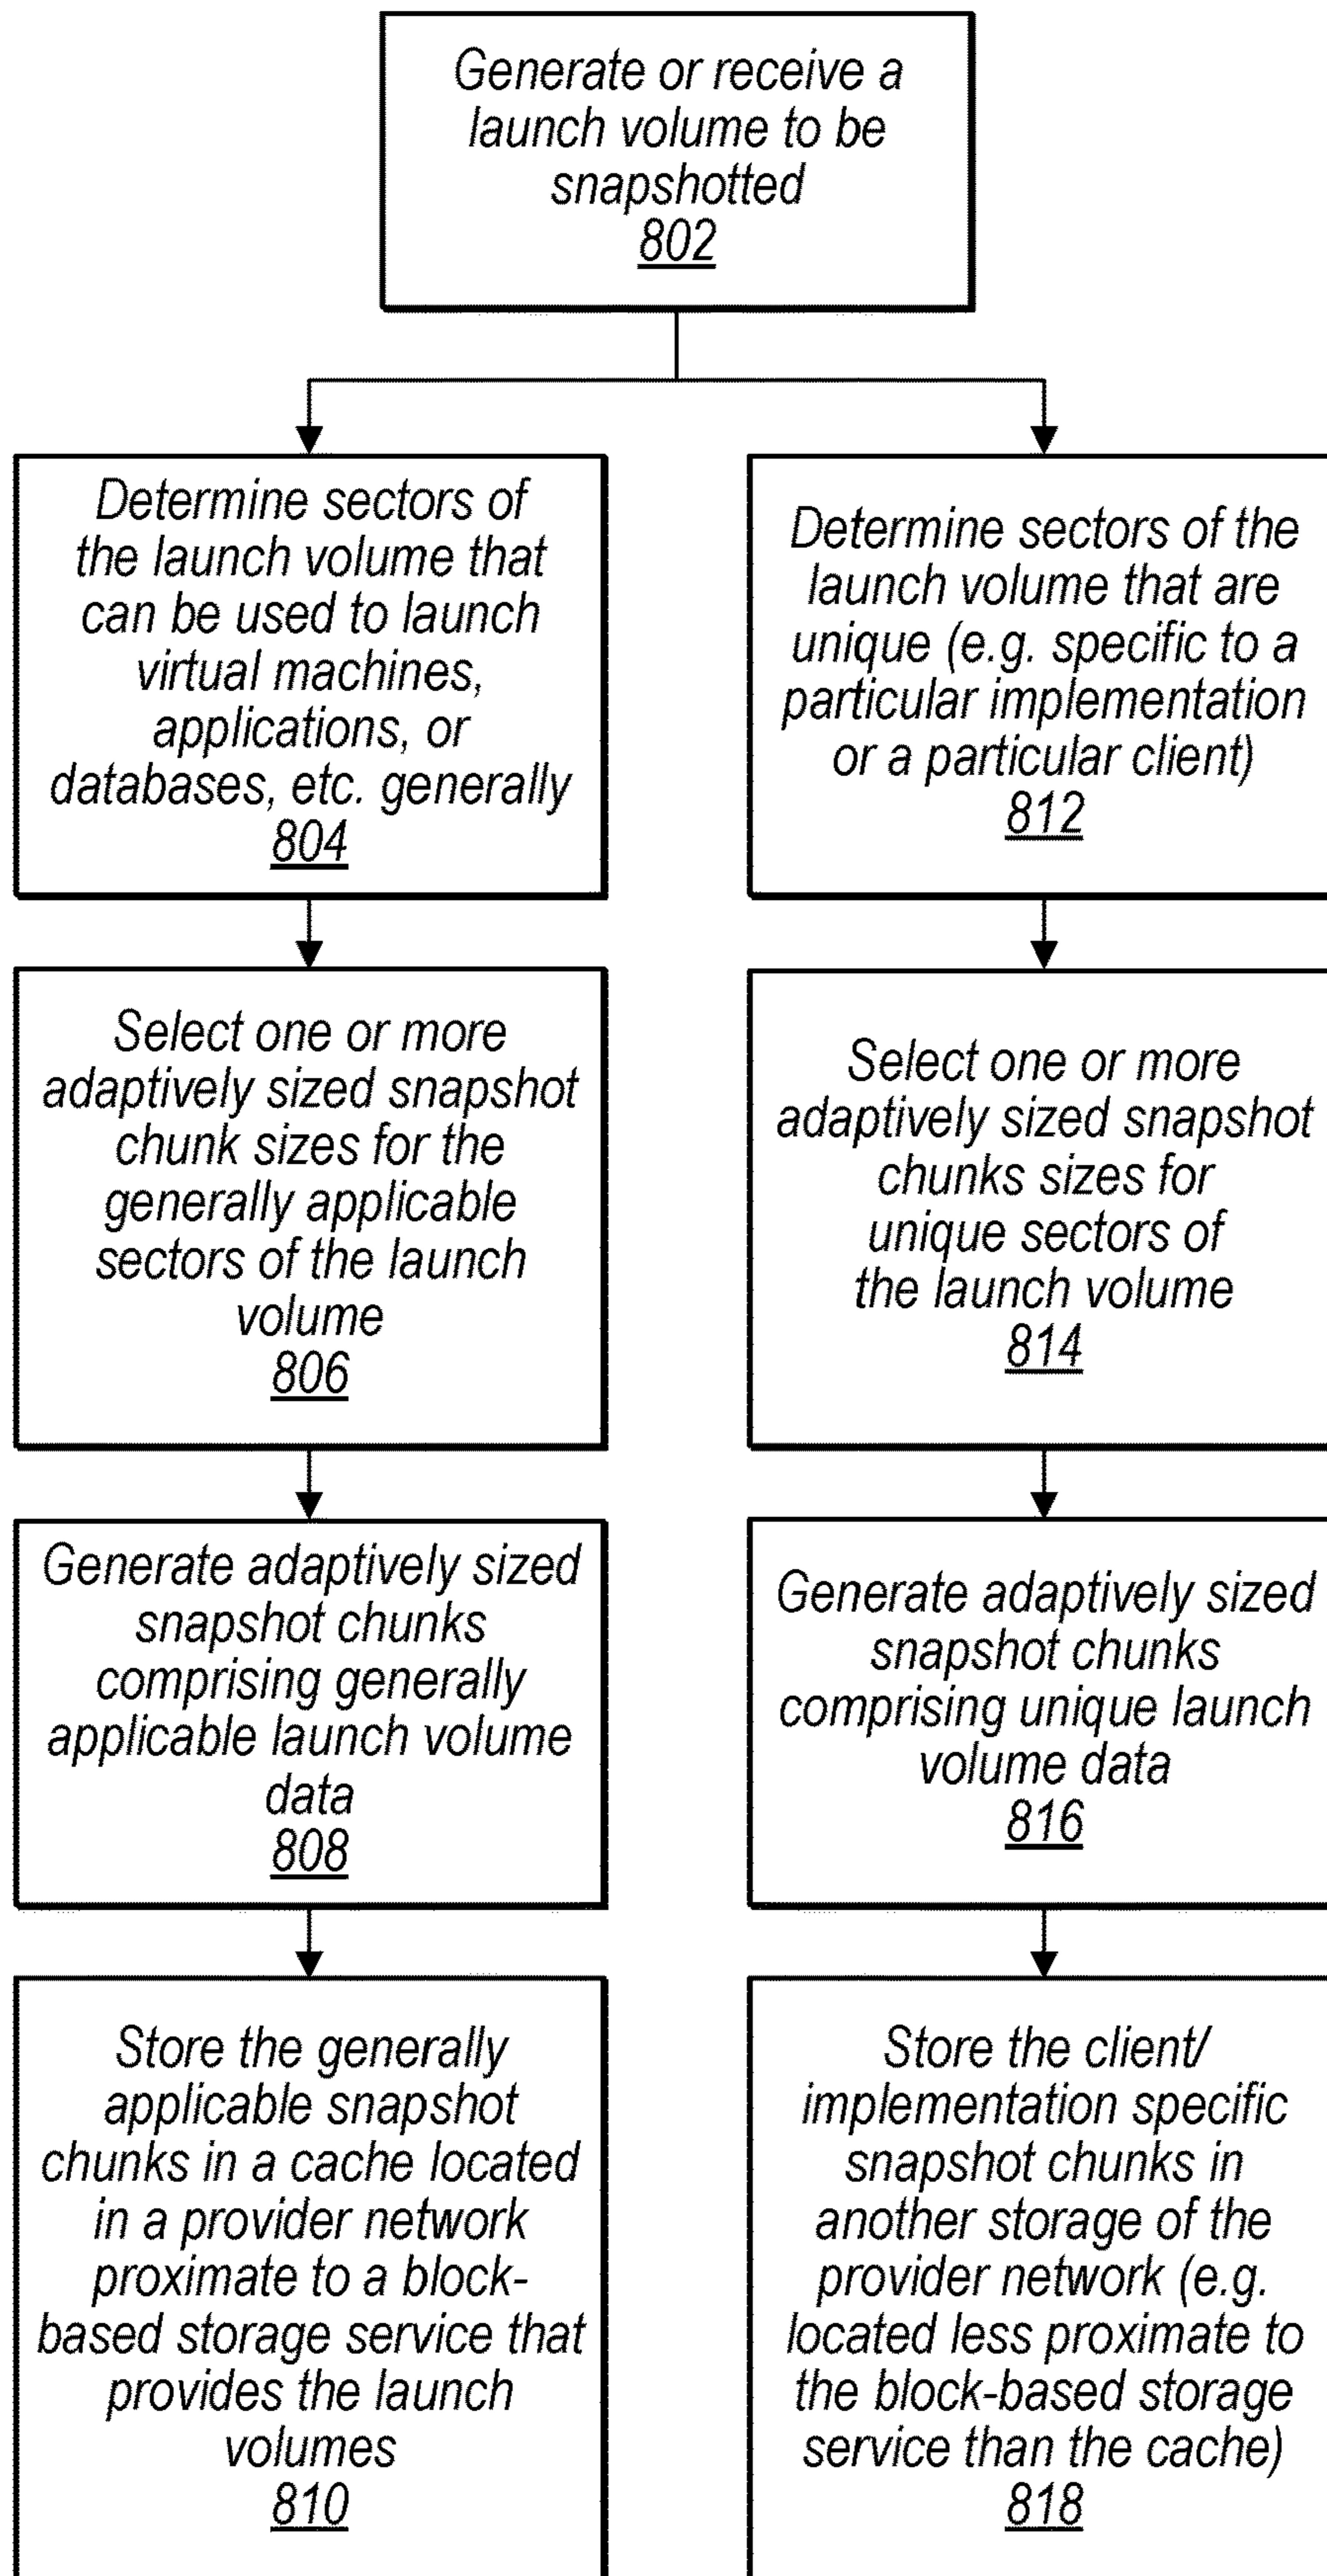 Generate or receive a
launch volume to be
snapshotted
802
Determine sectors of
the launch volume that
can be used to launch
virtual machines,
applications, or
databases, etc. generally
804
Select one or more
adaptively sized snapshot
chunk sizes for the
generally applicable
sectors of the launch
volume
806
Generate adaptively sized
snapshot chunks
comprising generally
applicable launch volume
data
808
Store the generally
applicable snapshot
chunks in a cache located
in a provider network
proximate to a block-
based storage service that
provides the launch
volumes
810
Determine sectors of the
launch volume that are
unique (e.g. specific to a
particular implementation
or a particular client)
812
Select one or more
adaptively sized snapshot
chunks sizes for
unique sectors of
the launch volume
814
Generate adaptively sized
snapshot chunks
comprising unique launch
volume data
816
Store the client/
implementation specific
snapshot chunks in
another storage of the
provider network (e.g.
located less proximate to
the block-based storage
service than the cache)
818